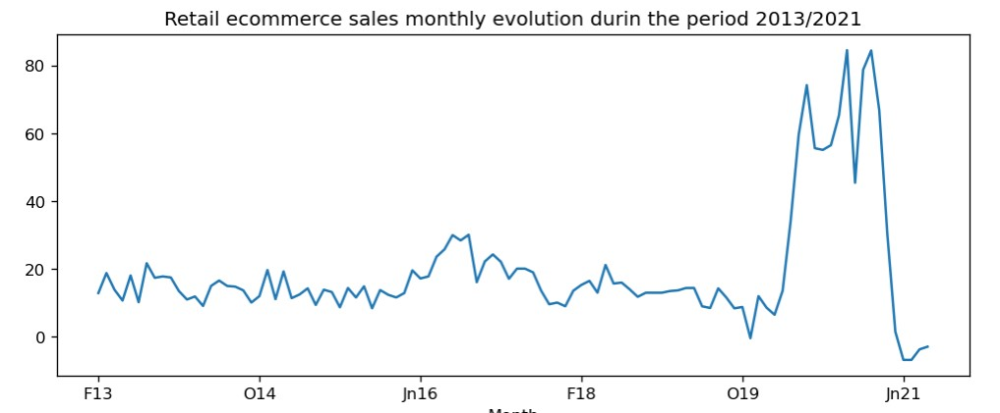 Retail ecommerce sales monthly evolution durin the period 2013/2021
80
60
40
20
0
F13 O14 Jn16 F18 O19 Jn21
Month